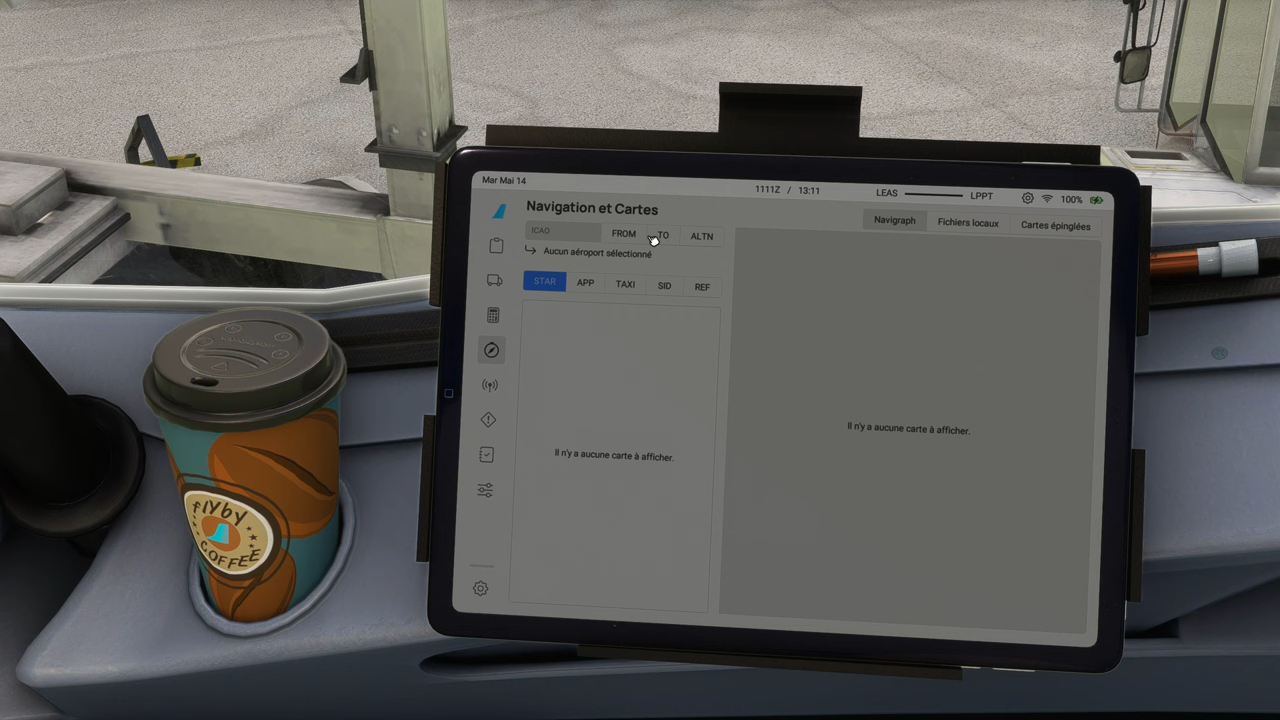 Mar Mai 14
1111Z / 13:11
LEAS LPPT
100%
Navigation et Cartes
Navigraph
Fichiers locaux
Cartes épinglées
ICAO
FROM
TO
ALTN
Aucun aéroport sélectionné
STAR
APP
TAXI
SID
REF
Il n'y a aucune carte à afficher.
Il n'y a aucune carte à afficher.
flyby
COFFEE